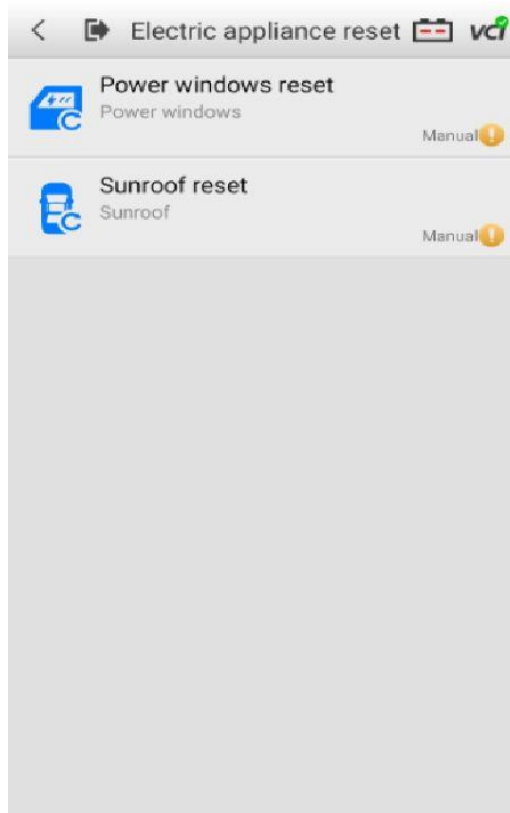 Electric appliance reset VCI
Power windows reset
Power windows
Manual
Sunroof reset
Sunroof
Manual